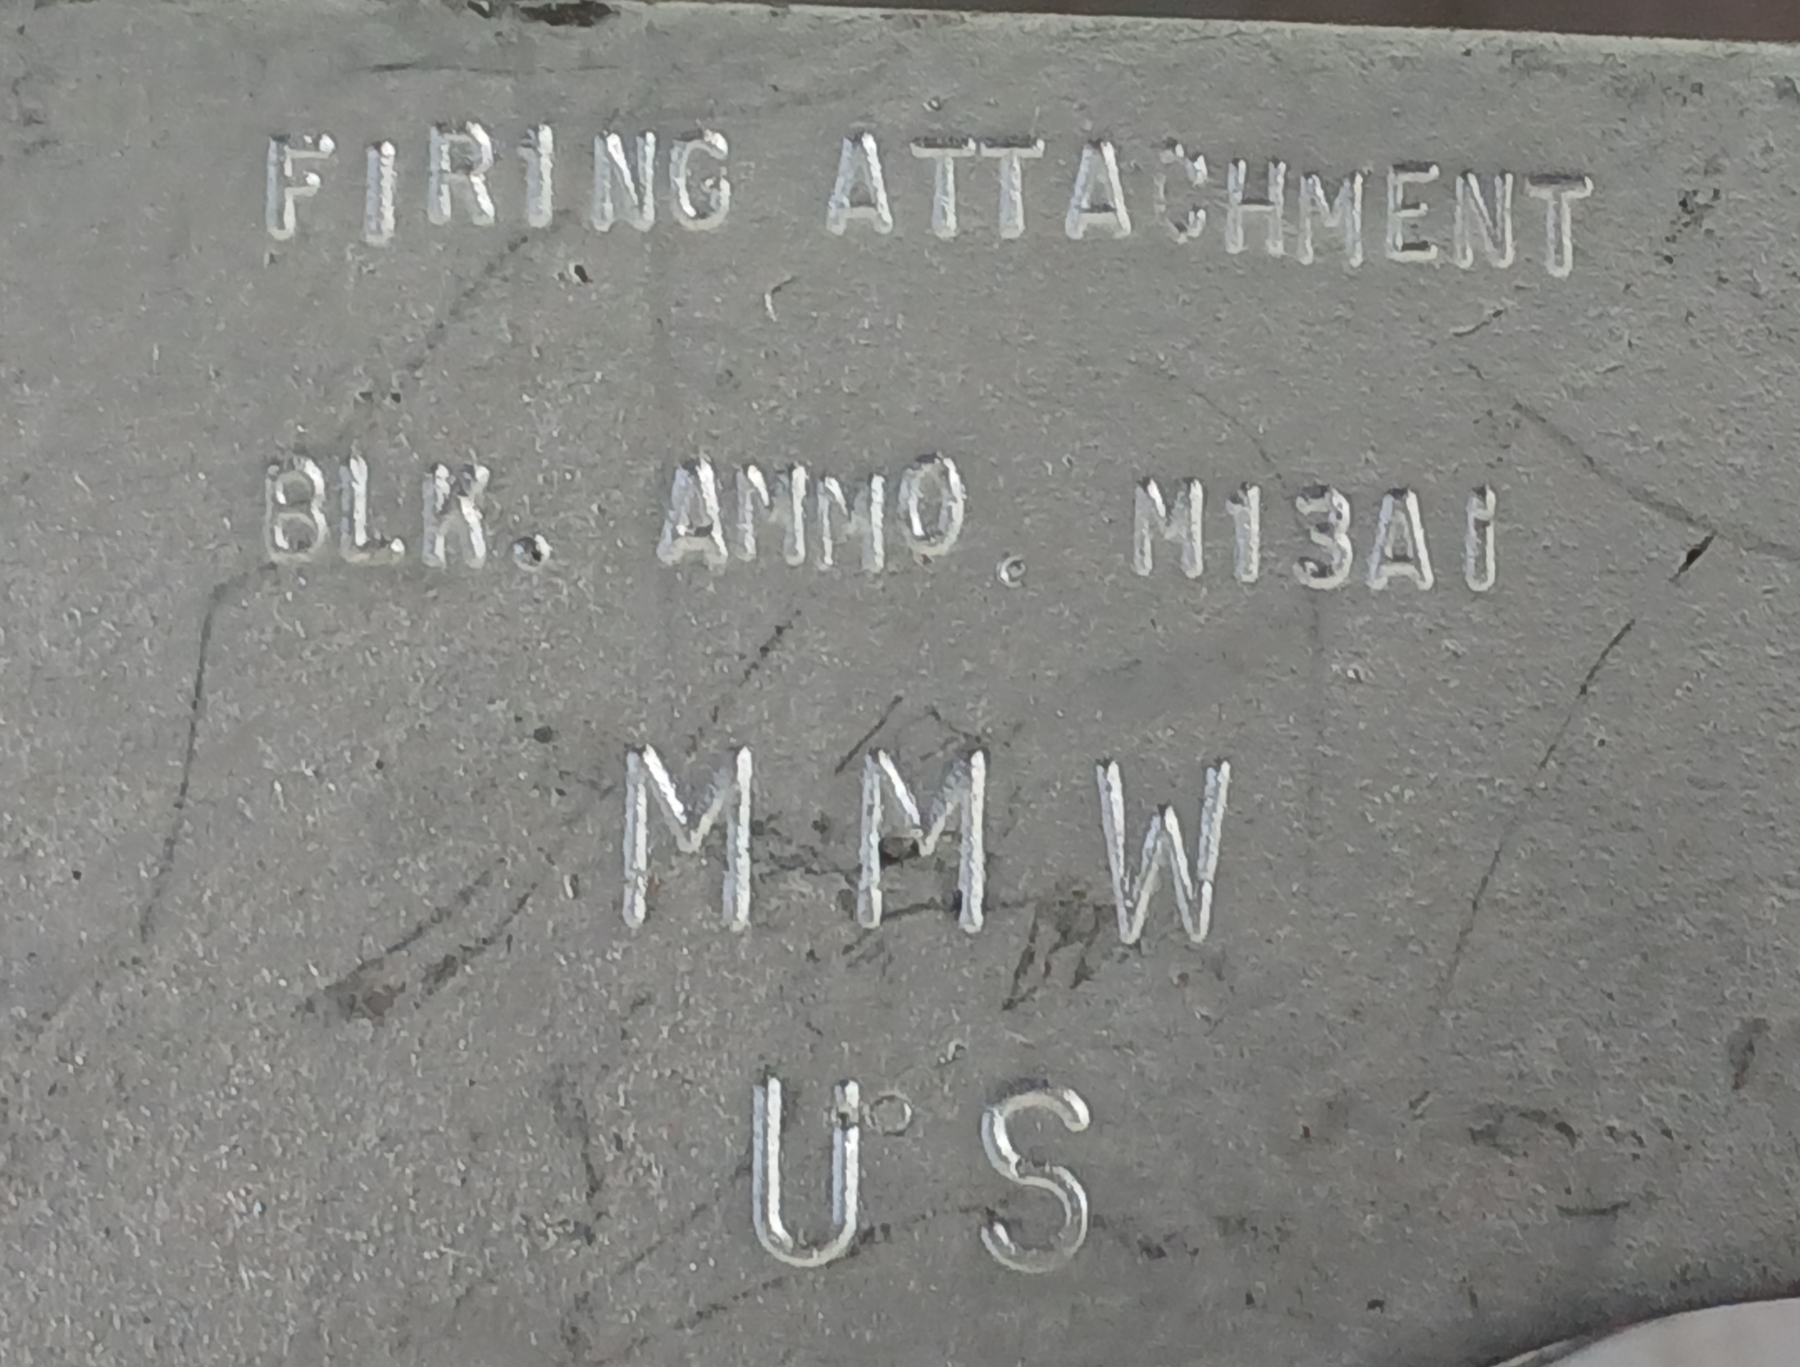 FIRING ATTACHMENT
BLK. AMMO. M13A1
MMW
US